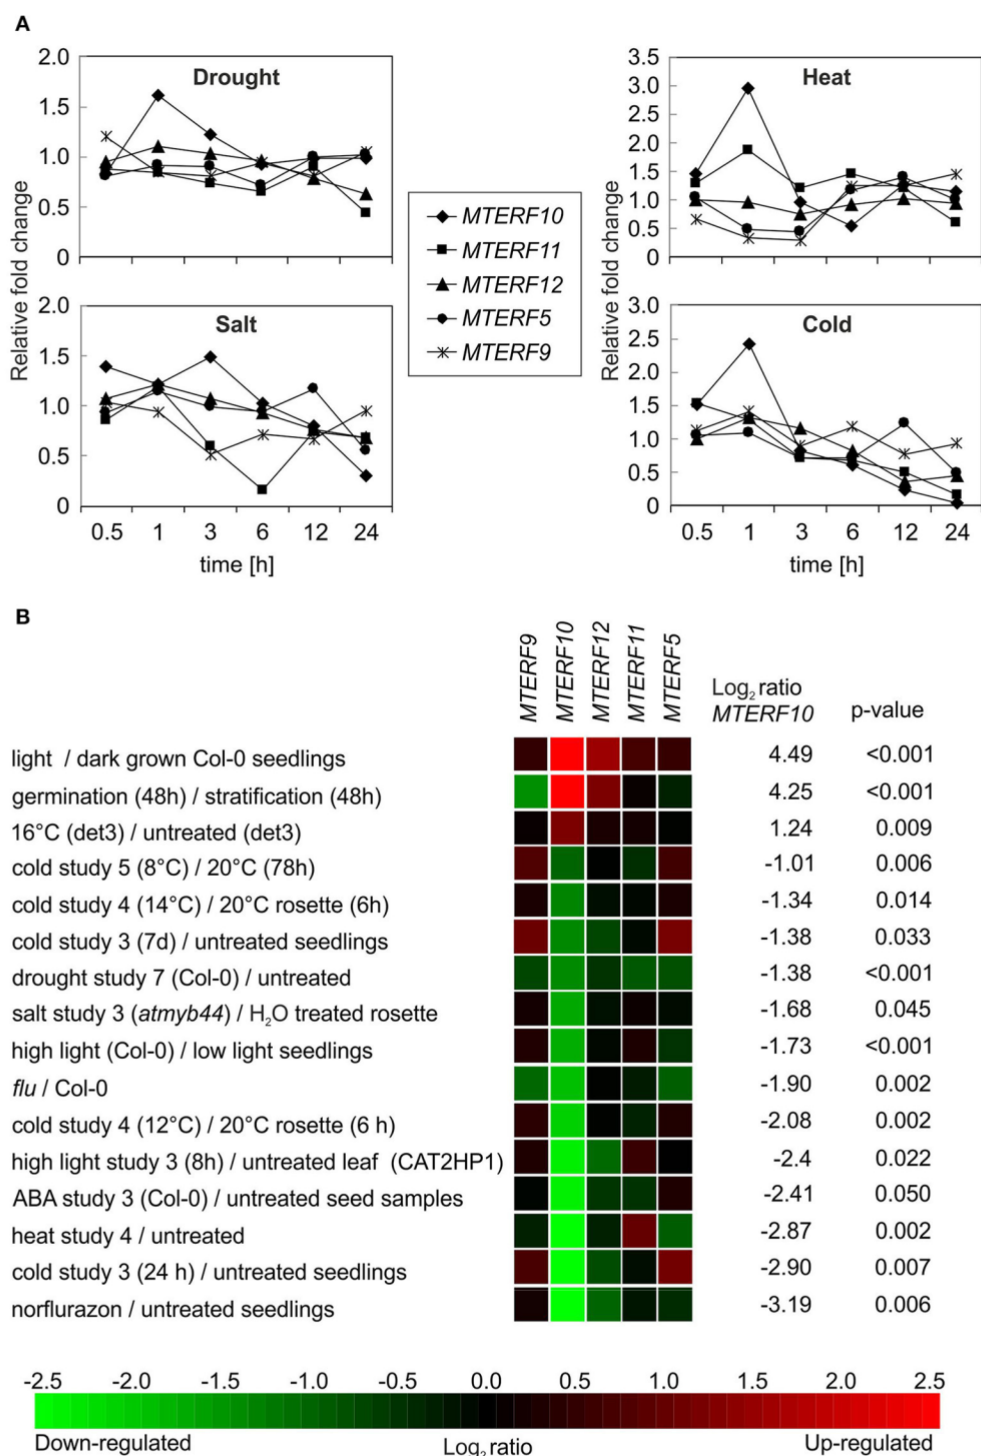 A
Drought
Relative fold change
2.0
1.5
1.0
0.5
0
Heat
Relative fold change
3.5
3.0
2.5
2.0
1.5
1.0
0.5
0
MTERF10
MTERF11
MTERF12
MTERF5
MTERF9
Salt
2.0
1.5
1.0
0.5
0
0.5 1 3 6 12 24
time [h]
Cold
3.0
2.5
2.0
1.5
1.0
0.5
0
0.5 1 3 6 12 24
time [h]
B
MTERF9 MTERF10 MTERF12 MTERF11 MTERF5
Log₂ ratio
MTERF10 p-value
light / dark grown Col-0 seedlings 4.49 <0.001
germination (48h) / stratification (48h) 4.25 <0.001
16°C (det3) / untreated (det3) 1.24 0.009
cold study 5 (8°C) / 20°C (78h) -1.01 0.006
cold study 4 (14°C) / 20°C rosette (6h) -1.34 0.014
cold study 3 (7d) / untreated seedlings -1.38 0.033
drought study 7 (Col-0) / untreated -1.38 <0.001
salt study 3 (atmyb44) / H₂O treated rosette -1.68 0.045
high light (Col-0) / low light seedlings -1.73 <0.001
flu / Col-0 -1.90 0.002
cold study 4 (12°C) / 20°C rosette (6 h) -2.08 0.002
high light study 3 (8h) / untreated leaf (CAT2HP1) -2.4 0.022
ABA study 3 (Col-0) / untreated seed samples -2.41 0.050
heat study 4 / untreated -2.87 0.002
cold study 3 (24 h) / untreated seedlings -2.90 0.007
norflurazon / untreated seedlings -3.19 0.006
-2.5 -2.0 -1.5 -1.0 -0.5 0.0 0.5 1.0 1.5 2.0 2.5
Down-regulated Log₂ ratio Up-regulated